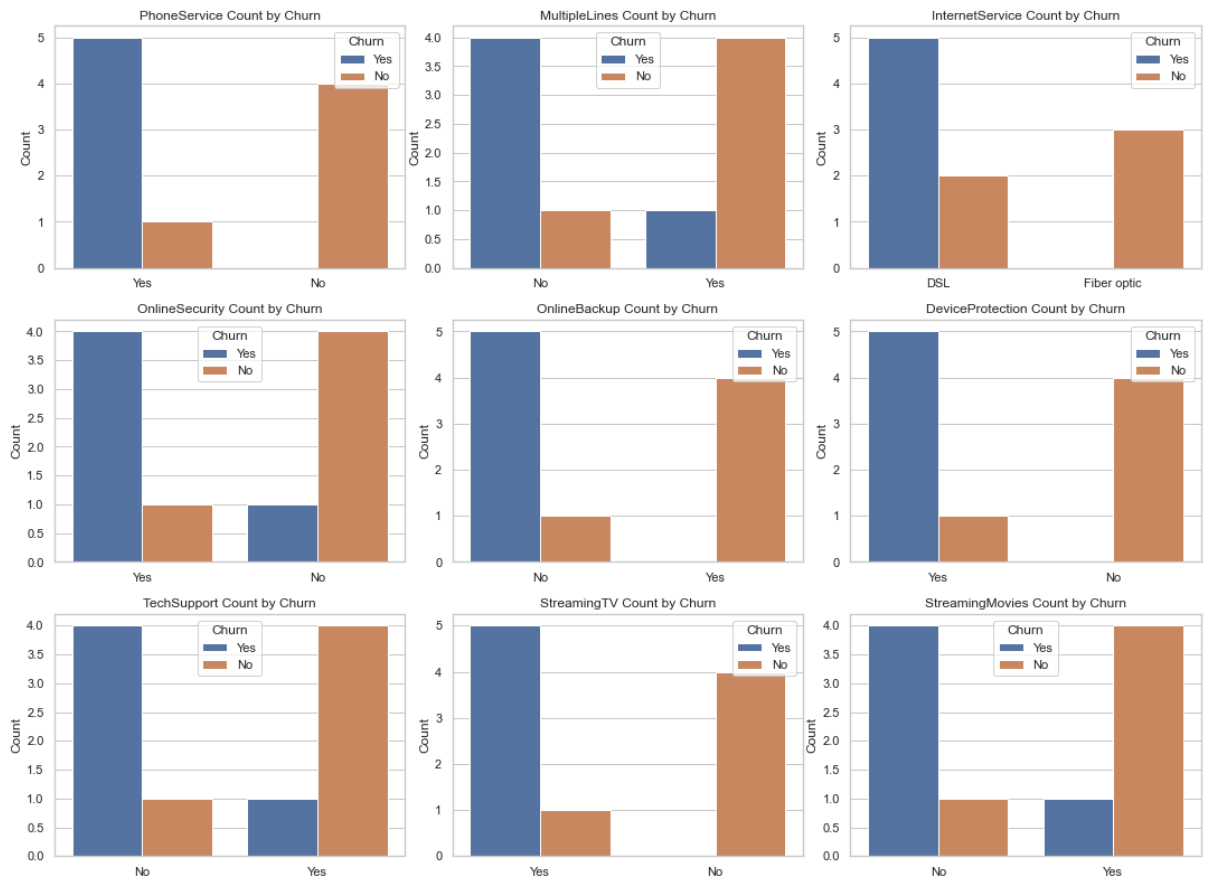 PhoneService Count by Churn
Count
5
4
3
2
1
0
Churn
Yes
No
Yes
No
MultipleLines Count by Churn
Count
4.0
3.5
3.0
2.5
2.0
1.5
1.0
0.5
0.0
Churn
Yes
No
No
Yes
InternetService Count by Churn
Count
5
4
3
2
1
0
Churn
Yes
No
DSL
Fiber optic
OnlineSecurity Count by Churn
Count
4.0
3.5
3.0
2.5
2.0
1.5
1.0
0.5
0.0
Churn
Yes
No
Yes
No
OnlineBackup Count by Churn
Count
5
4
3
2
1
0
Churn
Yes
No
No
Yes
DeviceProtection Count by Churn
Count
5
4
3
2
1
0
Churn
Yes
No
Yes
No
TechSupport Count by Churn
Count
4.0
3.5
3.0
2.5
2.0
1.5
1.0
0.5
0.0
Churn
Yes
No
No
Yes
StreamingTV Count by Churn
Count
5
4
3
2
1
0
Churn
Yes
No
Yes
No
StreamingMovies Count by Churn
Count
4.0
3.5
3.0
2.5
2.0
1.5
1.0
0.5
0.0
Churn
Yes
No
No
Yes